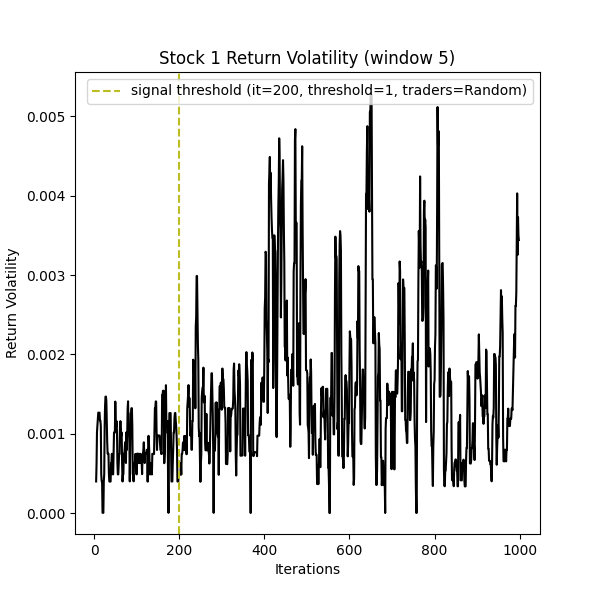 Stock 1 Return Volatility (window 5)
signal threshold (it=200, threshold=1, traders=Random)
0.005
0.004
0.003
0.002
0.001
0.000
Return Volatility
0 200 400 600 800 1000
Iterations